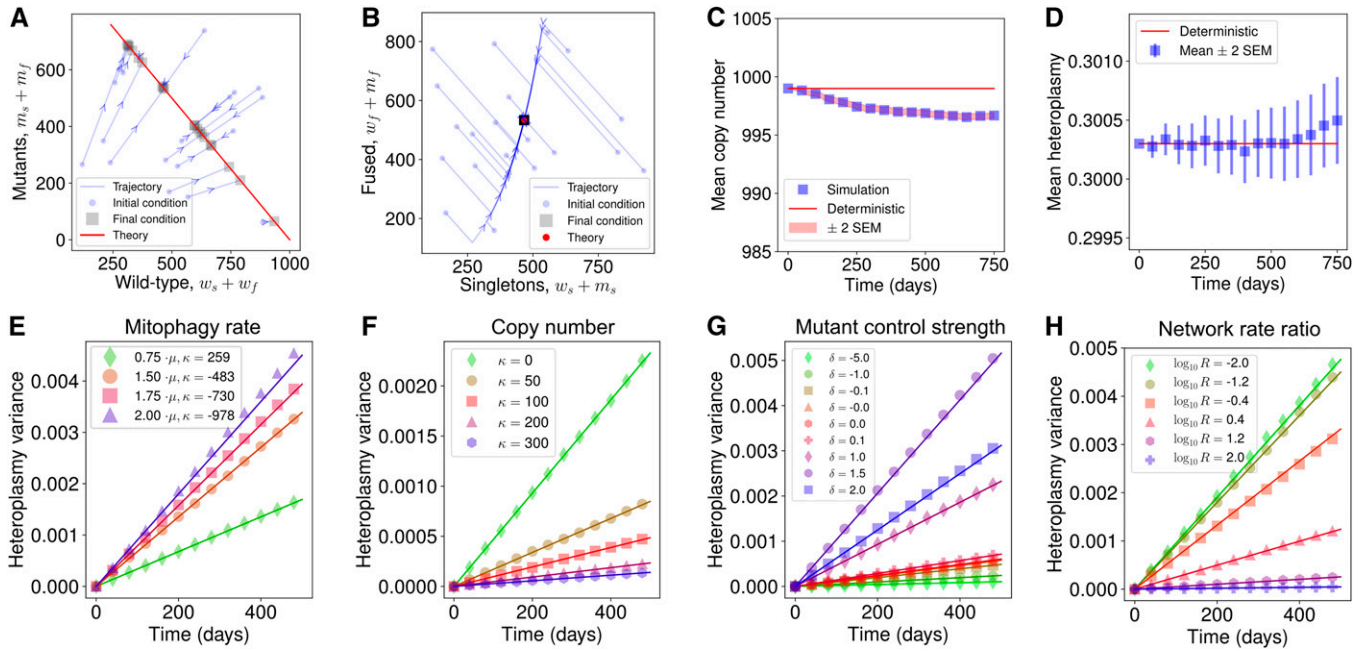 A
Mutants, m_s + m_f
600
400
200
0
Trajectory
Initial condition
Final condition
Theory
250 500 750 1000
Wild-type, w_s + w_f
B
Fused, w_f + m_f
800
600
400
200
Trajectory
Initial condition
Final condition
Theory
250 500 750
Singletons, w_s + m_s
C
Mean copy number
1005
1000
995
990
985
Simulation
Deterministic
± 2 SEM
0 250 500 750
Time (days)
D
Mean heteroplasmy
0.3010
0.3005
0.3000
0.2995
Deterministic
Mean ± 2 SEM
0 250 500 750
Time (days)
E
Mitophagy rate
Heteroplasmy variance
0.004
0.003
0.002
0.001
0.000
0.75 ·μ, κ = 259
1.50 ·μ, κ = -483
1.75 ·μ, κ = -730
2.00 ·μ, κ = -978
0 200 400
Time (days)
F
Copy number
Heteroplasmy variance
0.0020
0.0015
0.0010
0.0005
0.0000
κ = 0
κ = 50
κ = 100
κ = 200
κ = 300
0 200 400
Time (days)
G
Mutant control strength
Heteroplasmy variance
0.005
0.004
0.003
0.002
0.001
0.000
δ = -5.0
δ = -1.0
δ = -0.1
δ = -0.0
δ = 0.0
δ = 0.1
δ = 1.0
δ = 1.5
δ = 2.0
0 200 400
Time (days)
H
Network rate ratio
Heteroplasmy variance
0.005
0.004
0.003
0.002
0.001
0.000
log₁₀ R = -2.0
log₁₀ R = -1.2
log₁₀ R = -0.4
log₁₀ R = 0.4
log₁₀ R = 1.2
log₁₀ R = 2.0
0 200 400
Time (days)